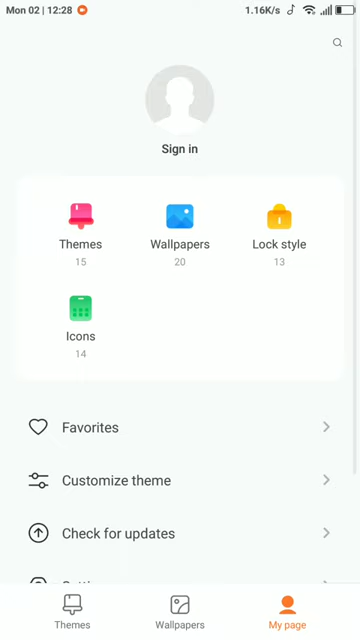 Mon 02 | 12:28 1.16K/s
Sign in
Themes Wallpapers Lock style
15 20 13
Icons
14
Favorites
Customize theme
Check for updates
Themes Wallpapers My page